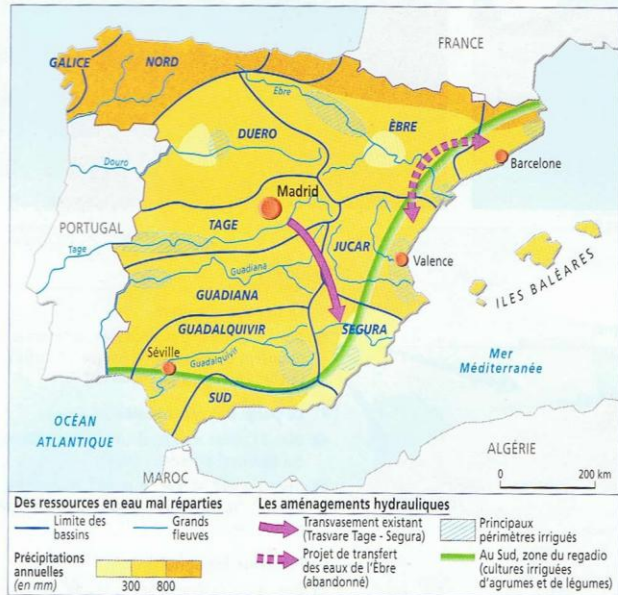 FRANCE
GALICE
NORD
Ebre
ÈBRE
DUERO
Barcelone
Douro
Madrid
PORTUGAL
TAGE
JUCAR
Tage
Valence
Guadiana
ILES BALÉARES
GUADIANA
GUADALQUIVIR
SEGURA
Séville
Guadalquivir
Mer
Méditerranée
SUD
OCÉAN
ATLANTIQUE
ALGÉRIE
MAROC
0 200 km
Des ressources en eau mal réparties
Limite des
bassins
Grands
fleuves
Précipitations
annuelles
(en mm)
300 800
Les aménagements hydrauliques
Transvasement existant
(Trasvare Tage - Segura)
Projet de transfert
des eaux de l'Èbre
(abandonné)
Principaux
périmètres irrigués
Au Sud, zone du regadio
(cultures irriguées
d'agrumes et de légumes)